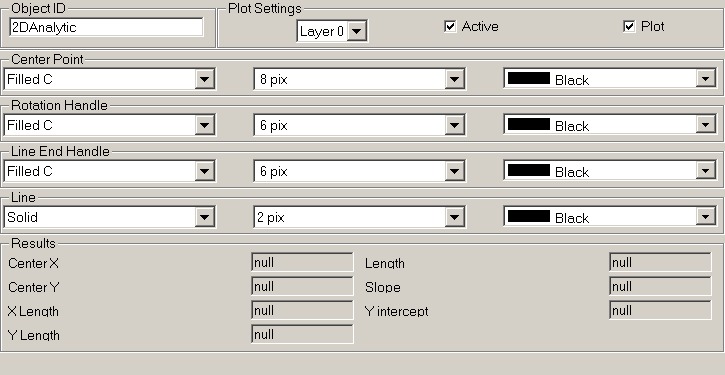 Object ID Plot Settings
2DAnalytic Layer 0 Active Plot
Center Point
Filled C 8 pix Black
Rotation Handle
Filled C 6 pix Black
Line End Handle
Filled C 6 pix Black
Line
Solid 2 pix Black
Results
Center X null Length null
Center Y null Slope null
X Length null Y intercept null
Y Length null